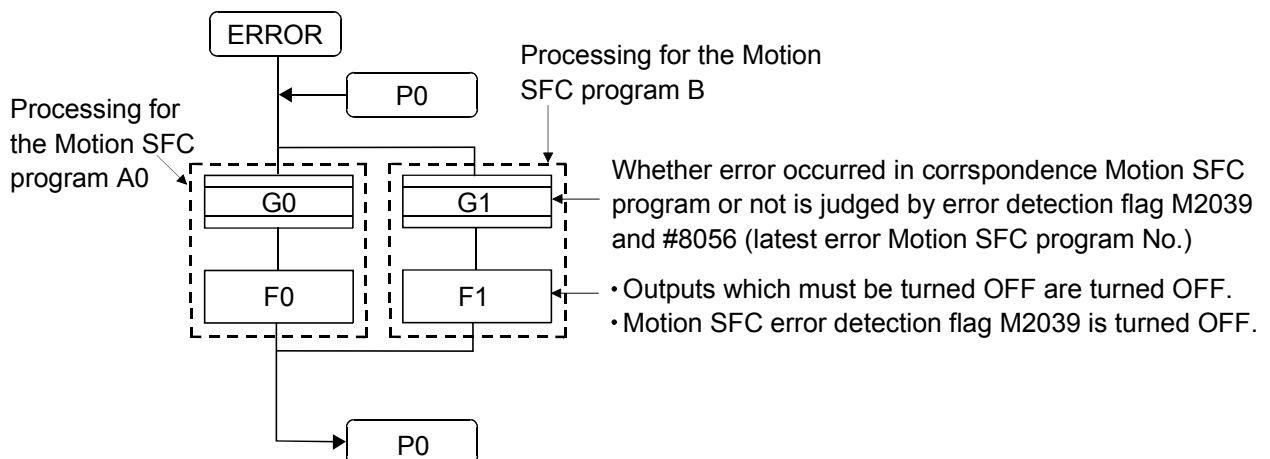 ERROR
Processing for the Motion
SFC program B
P0
Processing for
the Motion SFC
program A0
Whether error occurred in corrspondence Motion SFC
program or not is judged by error detection flag M2039
and #8056 (latest error Motion SFC program No.)
G0
G1
F0
F1
・Outputs which must be turned OFF are turned OFF.
・Motion SFC error detection flag M2039 is turned OFF.
P0